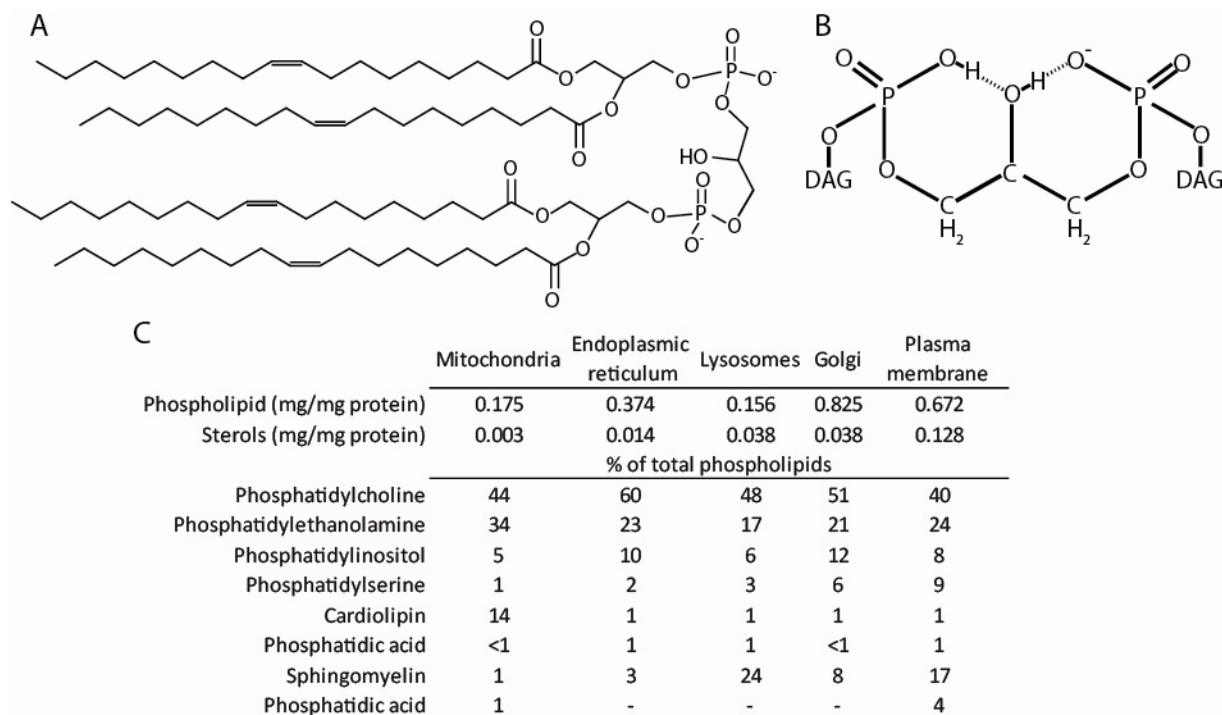 A
O
O
O
O
P
O-
O
O
O
HO
O
O
O
O
P
O
O
O-
O
B
O
O
H
H
O-
O
P
O
P
O
O
DAG
O
C
O
DAG
C
C
H2
H2
C
Mitochondria Endoplasmic reticulum Lysosomes Golgi Plasma membrane
Phospholipid (mg/mg protein) 0.175 0.374 0.156 0.825 0.672
Sterols (mg/mg protein) 0.003 0.014 0.038 0.038 0.128
% of total phospholipids
Phosphatidylcholine 44 60 48 51 40
Phosphatidylethanolamine 34 23 17 21 24
Phosphatidylinositol 5 10 6 12 8
Phosphatidylserine 1 2 3 6 9
Cardiolipin 14 1 1 1 1
Phosphatidic acid <1 1 1 <1 1
Sphingomyelin 1 3 24 8 17
Phosphatidic acid 1 - - - 4